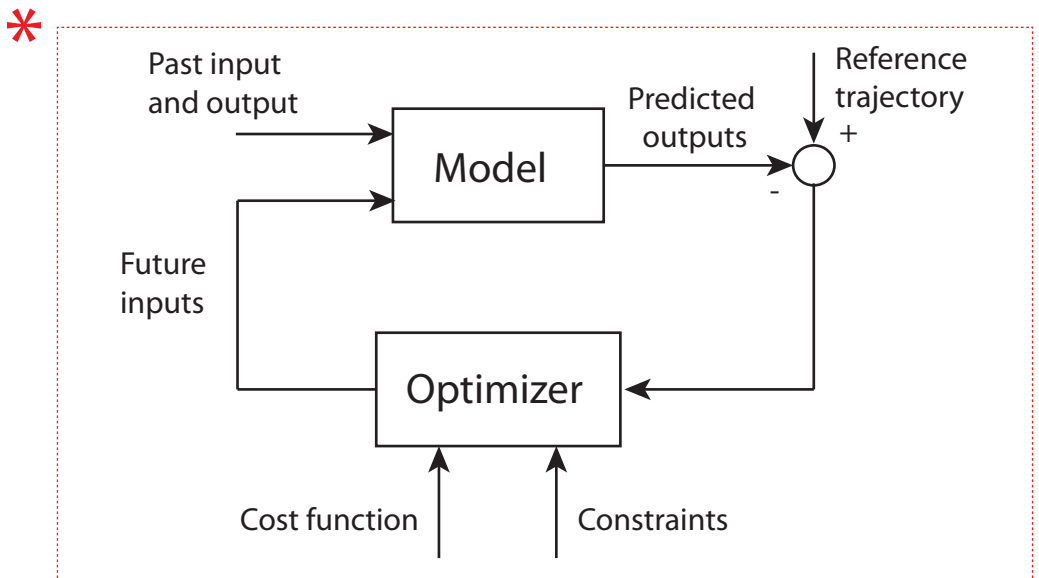 *
Past input
and output
Reference
trajectory
Predicted
outputs
+
Model
-
Future
inputs
Optimizer
Cost function
Constraints